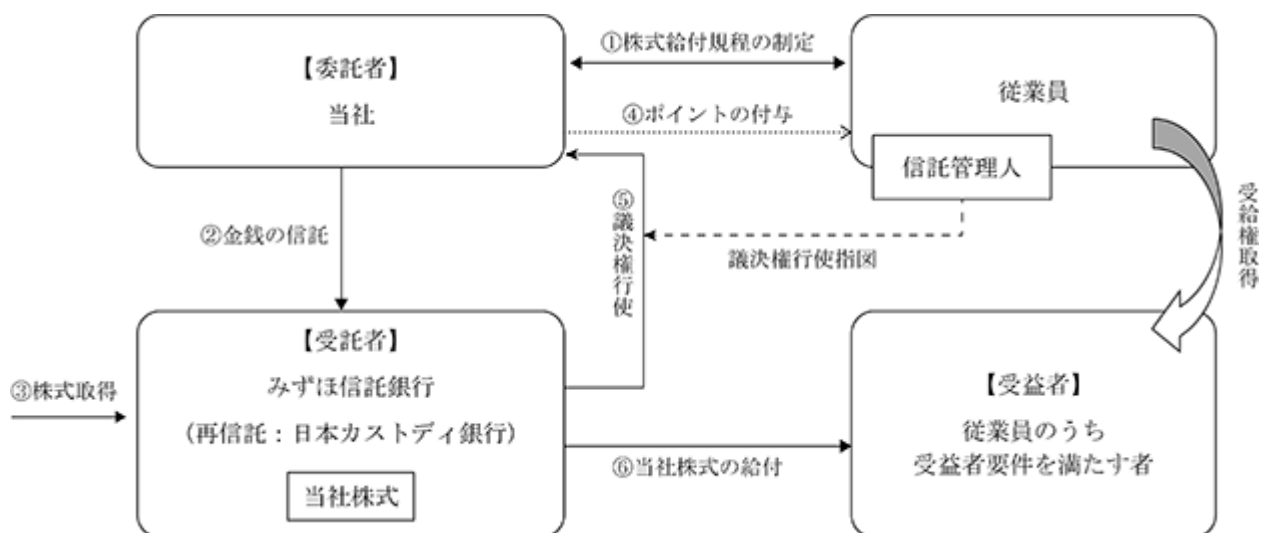 【委託者】
当社
①株式給付規程の制定
④ポイントの付与
従業員
信託管理人
②金銭の信託
⑤議決権行使
議決権行使指図
受給権取得
③株式取得
【受託者】
みずほ信託銀行
(再信託:日本カストディ銀行)
当社株式
⑥当社株式の給付
【受益者】
従業員のうち
受益者要件を満たす者